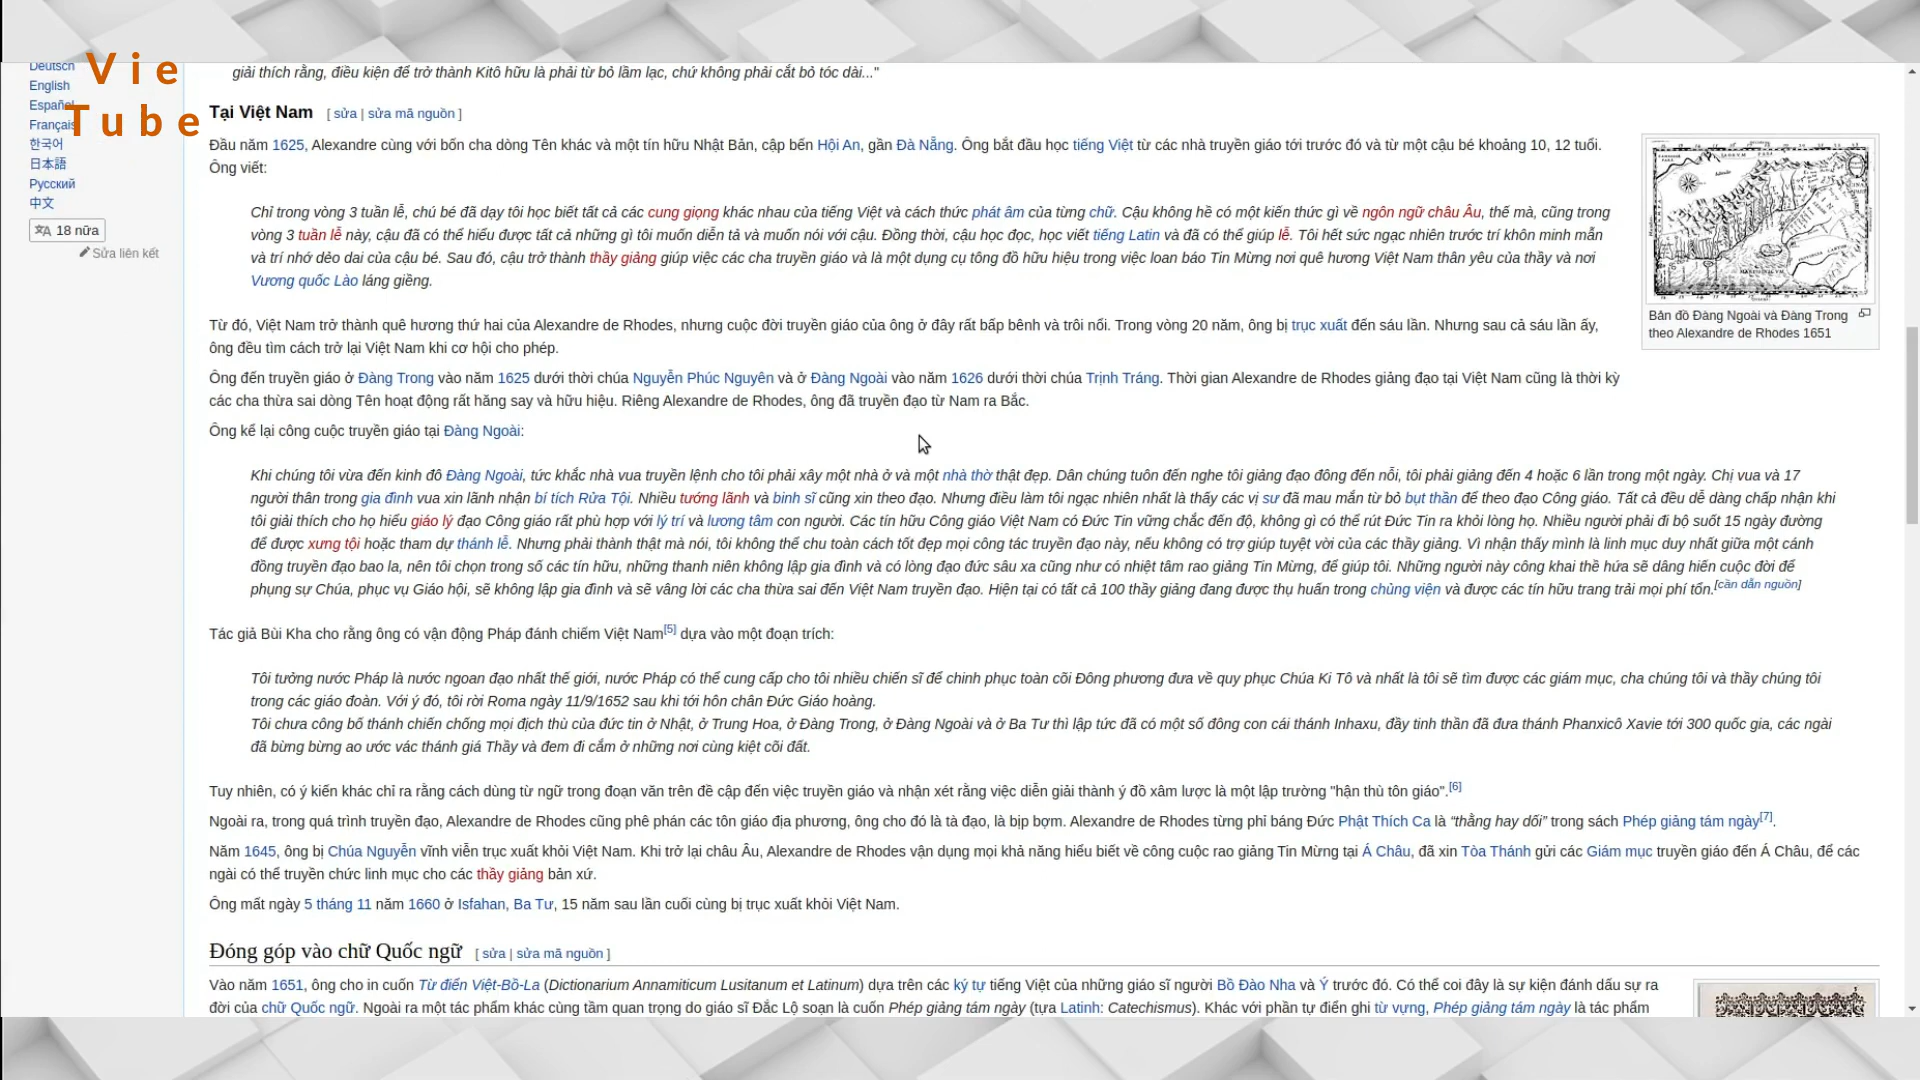 Vie
Tube
Deutsch
English
Español
Français
한국어
日本語
Русский
中文
18 nữa
Sửa liên kết
giải thích rằng, điều kiện để trở thành Kitô hữu là phải từ bỏ lầm lạc, chứ không phải cắt bỏ tóc dài..."
Tại Việt Nam [ sửa | sửa mã nguồn ]
Đầu năm 1625, Alexandre cùng với bốn cha dòng Tên khác và một tín hữu Nhật Bản, cập bến Hội An, gần Đà Nẵng. Ông bắt đầu học tiếng Việt từ các nhà truyền giáo tới trước đó và từ một cậu bé khoảng 10, 12 tuổi.
Ông viết:
Chỉ trong vòng 3 tuần lễ, chú bé đã dạy tôi học biết tất cả các cung giọng khác nhau của tiếng Việt và cách thức phát âm của từng chữ. Cậu không hề có một kiến thức gì về ngôn ngữ châu Âu, thế mà, cũng trong
vòng 3 tuần lễ này, cậu đã có thể hiểu được tất cả những gì tôi muốn diễn tả và muốn nói với cậu. Đồng thời, cậu học đọc, học viết tiếng Latin và đã có thể giúp lễ. Tôi hết sức ngạc nhiên trước trí khôn minh mẫn
và trí nhớ dẻo dai của cậu bé. Sau đó, cậu trở thành thầy giảng giúp việc các cha truyền giáo và là một dụng cụ tông đồ hữu hiệu trong việc loan báo Tin Mừng nơi quê hương Việt Nam thân yêu của thầy và nơi
Vương quốc Lào láng giềng.
Bản đồ Đàng Ngoài và Đàng Trong
theo Alexandre de Rhodes 1651
Từ đó, Việt Nam trở thành quê hương thứ hai của Alexandre de Rhodes, nhưng cuộc đời truyền giáo của ông ở đây rất bấp bênh và trôi nổi. Trong vòng 20 năm, ông bị trục xuất đến sáu lần. Nhưng sau cả sáu lần ấy,
ông đều tìm cách trở lại Việt Nam khi cơ hội cho phép.
Ông đến truyền giáo ở Đàng Trong vào năm 1625 dưới thời chúa Nguyễn Phúc Nguyên và ở Đàng Ngoài vào năm 1626 dưới thời chúa Trịnh Tráng. Thời gian Alexandre de Rhodes giảng đạo tại Việt Nam cũng là thời kỳ
các cha thừa sai dòng Tên hoạt động rất hăng say và hữu hiệu. Riêng Alexandre de Rhodes, ông đã truyền đạo từ Nam ra Bắc.
Ông kể lại công cuộc truyền giáo tại Đàng Ngoài:
Khi chúng tôi vừa đến kinh đô Đàng Ngoài, tức khắc nhà vua truyền lệnh cho tôi phải xây một nhà ở và một nhà thờ thật đẹp. Dân chúng tuôn đến nghe tôi giảng đạo đông đến nỗi, tôi phải giảng đến 4 hoặc 6 lần trong một ngày. Chị vua và 17
người thân trong gia đình vua xin lãnh nhận bí tích Rửa Tội. Nhiều tướng lãnh và binh sĩ cũng xin theo đạo. Nhưng điều làm tôi ngạc nhiên nhất là thấy các vị sư đã mau mắn từ bỏ bụt thần để theo đạo Công giáo. Tất cả đều dễ dàng chấp nhận khi
tôi giải thích cho họ hiểu giáo lý đạo Công giáo rất phù hợp với lý trí và lương tâm con người. Các tín hữu Công giáo Việt Nam có Đức Tin vững chắc đến độ, không gì có thể rút Đức Tin ra khỏi lòng họ. Nhiều người phải đi bộ suốt 15 ngày đường
để được xưng tội hoặc tham dự thánh lễ. Nhưng phải thành thật mà nói, tôi không thể chu toàn cách tốt đẹp mọi công tác truyền đạo này, nếu không có trợ giúp tuyệt vời của các thầy giảng. Vì nhận thấy mình là linh mục duy nhất giữa một cánh
đồng truyền đạo bao la, nên tôi chọn trong số các tín hữu, những thanh niên không lập gia đình và có lòng đạo đức sâu xa cũng như có nhiệt tâm rao giảng Tin Mừng, để giúp tôi. Những người này công khai thề hứa sẽ dâng hiến cuộc đời để
phụng sự Chúa, phục vụ Giáo hội, sẽ không lập gia đình và sẽ vâng lời các cha thừa sai đến Việt Nam truyền đạo. Hiện tại có tất cả 100 thầy giảng đang được thụ huấn trong chủng viện và được các tín hữu trang trải mọi phí tổn.[cần dẫn nguồn]
Tác giả Bùi Kha cho rằng ông có vận động Pháp đánh chiếm Việt Nam[5] dựa vào một đoạn trích:
Tôi tưởng nước Pháp là nước ngoan đạo nhất thế giới, nước Pháp có thể cung cấp cho tôi nhiều chiến sĩ để chinh phục toàn cõi Đông phương đưa về quy phục Chúa Ki Tô và nhất là tôi sẽ tìm được các giám mục, cha chúng tôi và thầy chúng tôi
trong các giáo đoàn. Với ý đó, tôi rời Roma ngày 11/9/1652 sau khi tới hôn chân Đức Giáo hoàng.
Tôi chưa công bố thánh chiến chống mọi địch thù của đức tin ở Nhật, ở Trung Hoa, ở Đàng Trong, ở Đàng Ngoài và ở Ba Tư thì lập tức đã có một số đông con cái thánh Inhaxu, đầy tinh thần đã đưa thánh Phanxicô Xavie tới 300 quốc gia, các ngài
đã bừng bừng ao ước vác thánh giá Thầy và đem đi cắm ở những nơi cùng kiệt cõi đất.
Tuy nhiên, có ý kiến khác chỉ ra rằng cách dùng từ ngữ trong đoạn văn trên đề cập đến việc truyền giáo và nhận xét rằng việc diễn giải thành ý đồ xâm lược là một lập trường "hận thù tôn giáo".[6]
Ngoài ra, trong quá trình truyền đạo, Alexandre de Rhodes cũng phê phán các tôn giáo địa phương, ông cho đó là tà đạo, là bịp bợm. Alexandre de Rhodes từng phỉ báng Đức Phật Thích Ca là “thằng hay dối” trong sách Phép giảng tám ngày[7].
Năm 1645, ông bị Chúa Nguyễn vĩnh viễn trục xuất khỏi Việt Nam. Khi trở lại châu Âu, Alexandre de Rhodes vận dụng mọi khả năng hiểu biết về công cuộc rao giảng Tin Mừng tại Á Châu, đã xin Tòa Thánh gửi các Giám mục truyền giáo đến Á Châu, để các
ngài có thể truyền chức linh mục cho các thầy giảng bản xứ.
Ông mất ngày 5 tháng 11 năm 1660 ở Isfahan, Ba Tư, 15 năm sau lần cuối cùng bị trục xuất khỏi Việt Nam.
Đóng góp vào chữ Quốc ngữ [ sửa | sửa mã nguồn ]
Vào năm 1651, ông cho in cuốn Từ điển Việt-Bồ-La (Dictionarium Annamiticum Lusitanum et Latinum) dựa trên các ký tự tiếng Việt của những giáo sĩ người Bồ Đào Nha và Ý trước đó. Có thể coi đây là sự kiện đánh dấu sự ra
đời của chữ Quốc ngữ. Ngoài ra một tác phẩm khác cùng tầm quan trọng do giáo sĩ Đắc Lộ soạn là cuốn Phép giảng tám ngày (tựa Latinh: Catechismus). Khác với phần tự điển ghi từ vựng, Phép giảng tám ngày là tác phẩm